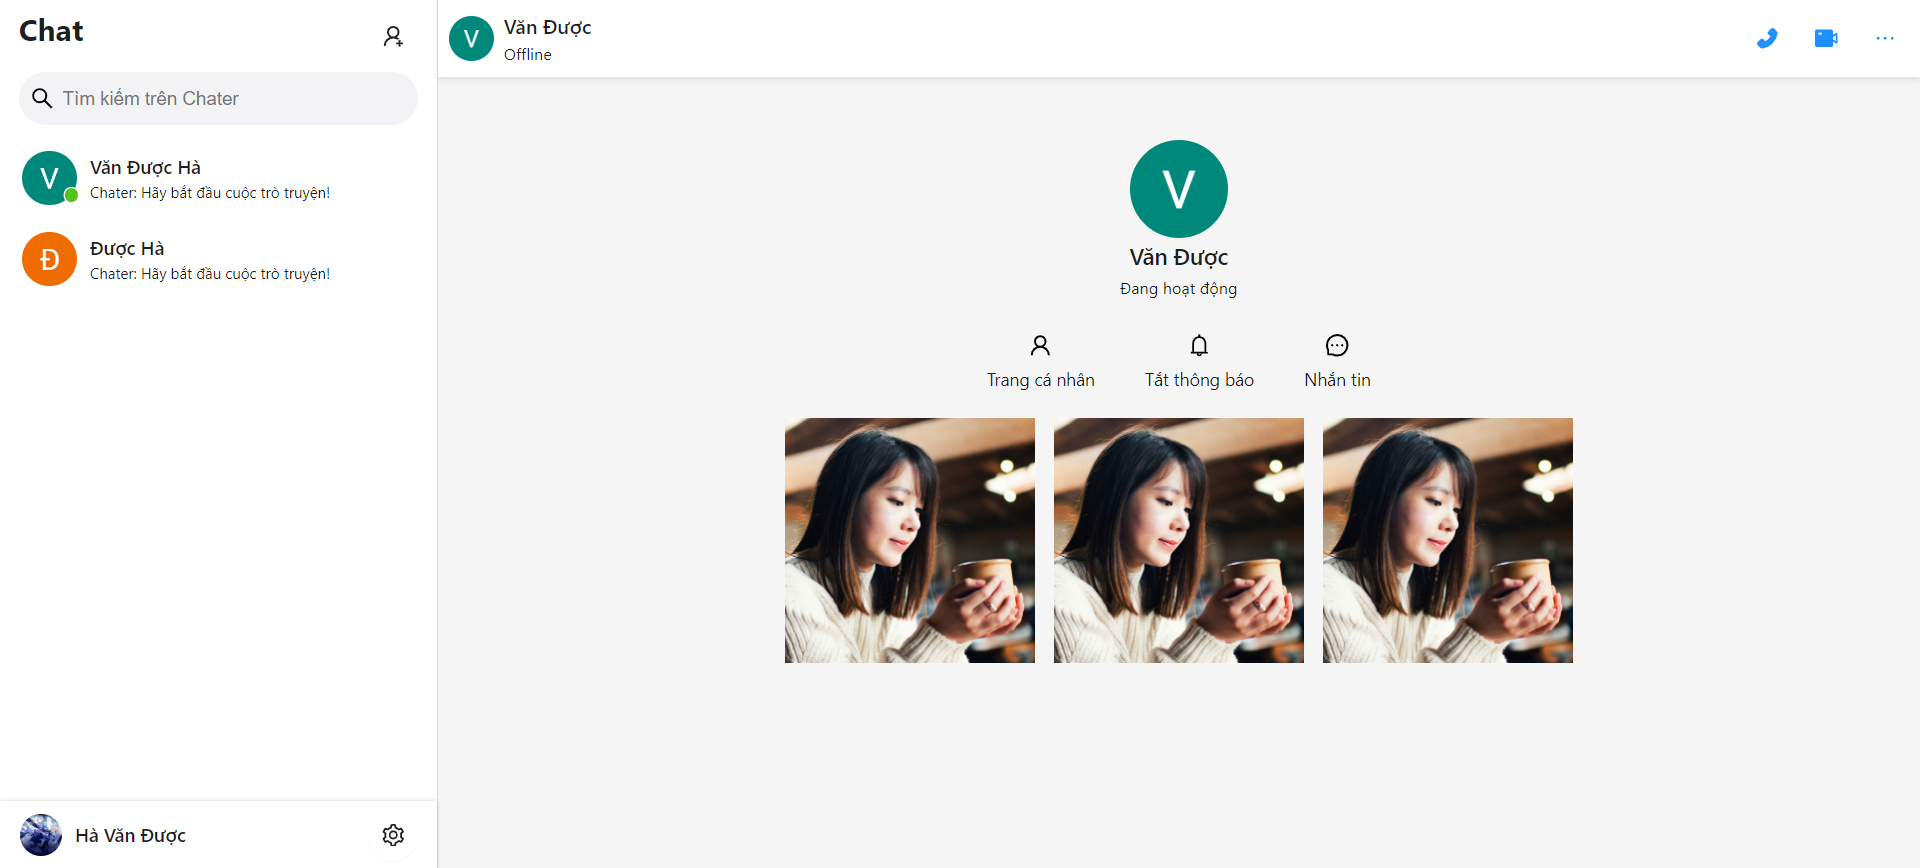 Chat
Tìm kiếm trên Chater
V
Văn Được Hà
Chater: Hãy bắt đầu cuộc trò truyện!
Đ
Được Hà
Chater: Hãy bắt đầu cuộc trò truyện!
Hà Văn Được
V
Văn Được
Offline
V
Văn Được
Đang hoạt động
Trang cá nhân
Tắt thông báo
Nhắn tin